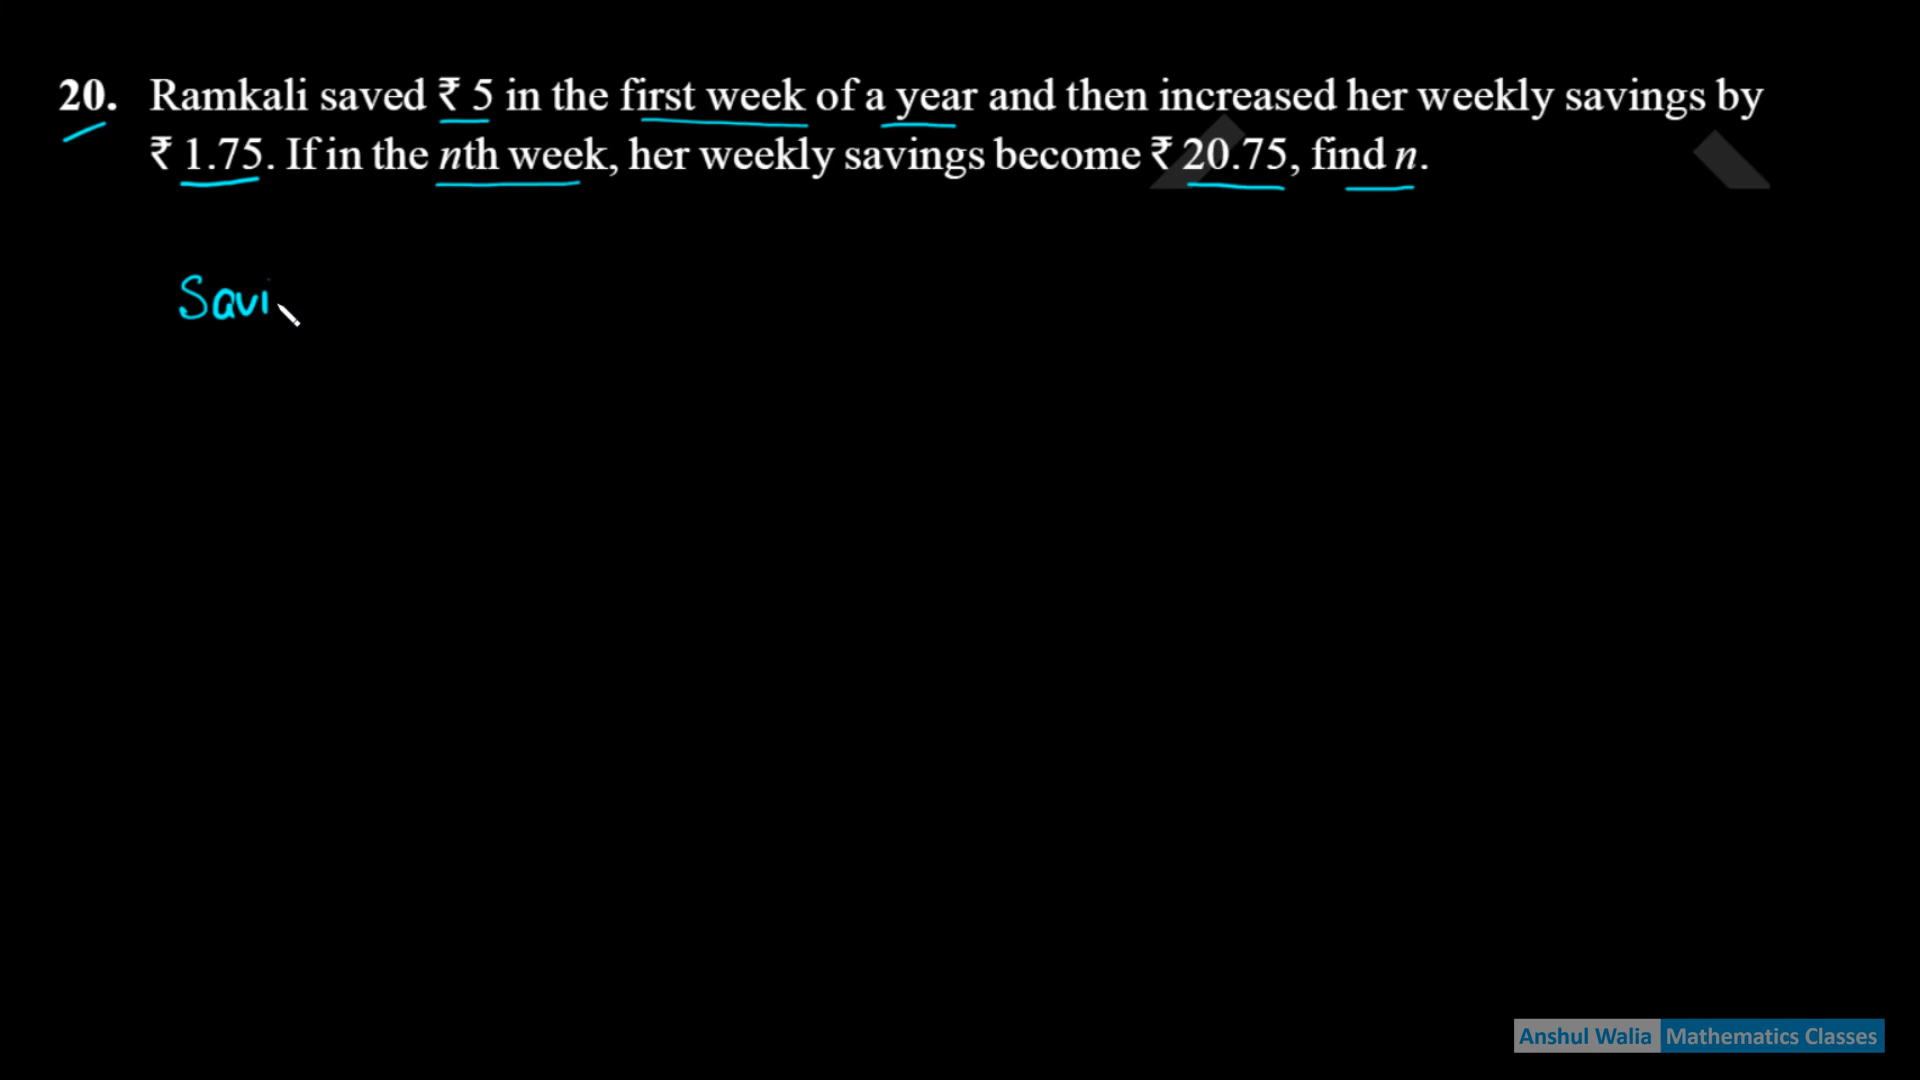 20. Ramkali saved ₹ 5 in the first week of a year and then increased her weekly savings by
₹ 1.75. If in the nth week, her weekly savings become ₹ 20.75, find n.
Savi
Anshul Walia Mathematics Classes